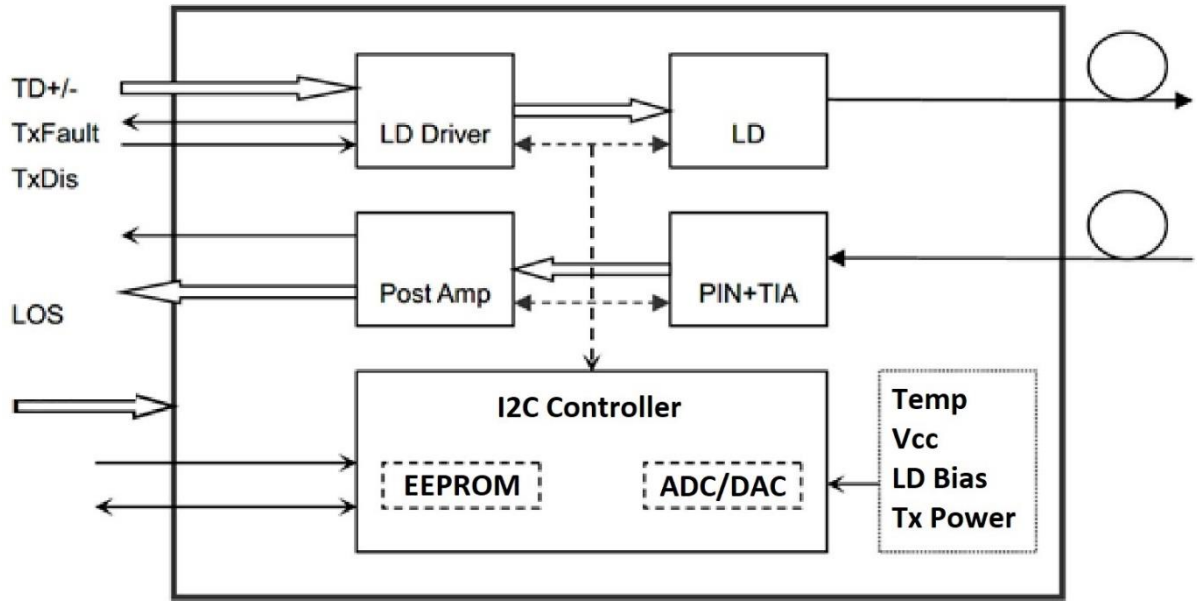 TD+/-
TxFault
TxDis
LOS
LD Driver
LD
Post Amp
PIN+TIA
I2C Controller
EEPROM
ADC/DAC
Temp
Vcc
LD Bias
Tx Power